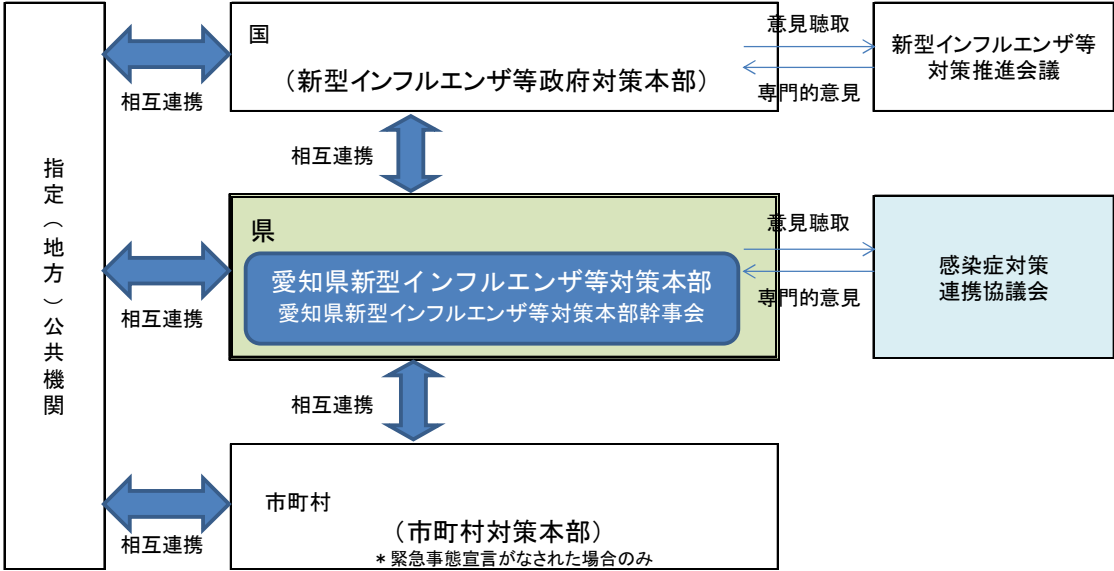 国
（新型インフルエンザ等政府対策本部）
意見聴取
専門的意見
新型インフルエンザ等
対策推進会議
相互連携
相互連携
指定（地方）公共機関
県
愛知県新型インフルエンザ等対策本部
愛知県新型インフルエンザ等対策本部幹事会
意見聴取
専門的意見
感染症対策
連携協議会
相互連携
相互連携
市町村
（市町村対策本部）
＊緊急事態宣言がなされた場合のみ
相互連携